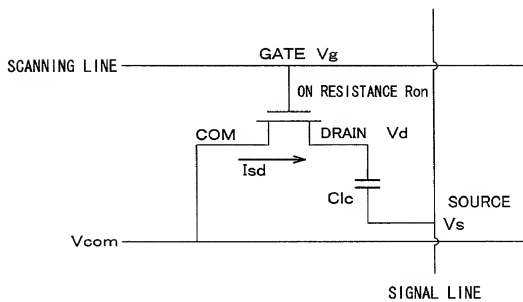 GATE Vg
SCANNING LINE
ON RESISTANCE Ron
COM
DRAIN Vd
Isd
Clc
SOURCE
Vs
Vcom
SIGNAL LINE